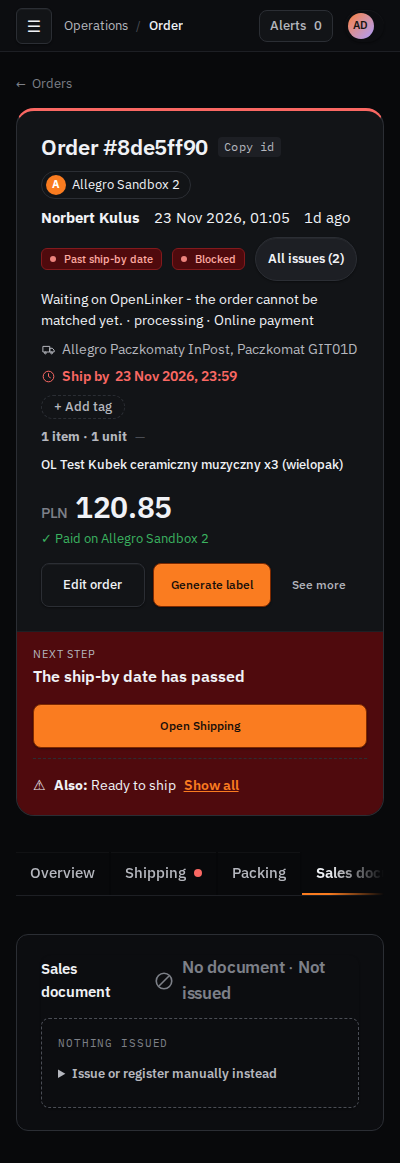 ☰ Operations / Order Alerts 0 AD
← Orders
Order #8de5ff90 Copy id
A Allegro Sandbox 2
Norbert Kulus 23 Nov 2026, 01:05 1d ago
Past ship-by date Blocked All issues (2)
Waiting on OpenLinker - the order cannot be
matched yet. · processing · Online payment
Allegro Paczkomaty InPost, Paczkomat GIT01D
Ship by 23 Nov 2026, 23:59
+ Add tag
1 item · 1 unit —
OL Test Kubek ceramiczny muzyczny x3 (wielopak)
PLN 120.85
✓ Paid on Allegro Sandbox 2
Edit order Generate label See more
NEXT STEP
The ship-by date has passed
Open Shipping
⚠ Also: Ready to ship Show all
Overview Shipping Packing Sales doc
Sales
document
No document · Not
issued
NOTHING ISSUED
▶ Issue or register manually instead